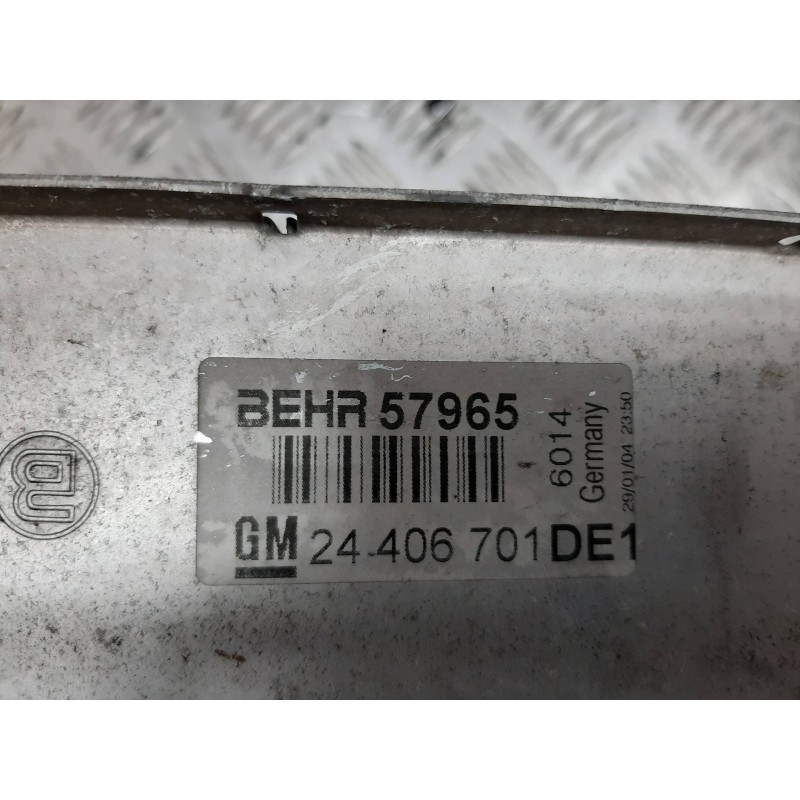 BEHR 57965
6014
Germany
29/01/04 23:50
GM 24 406 701 DE1